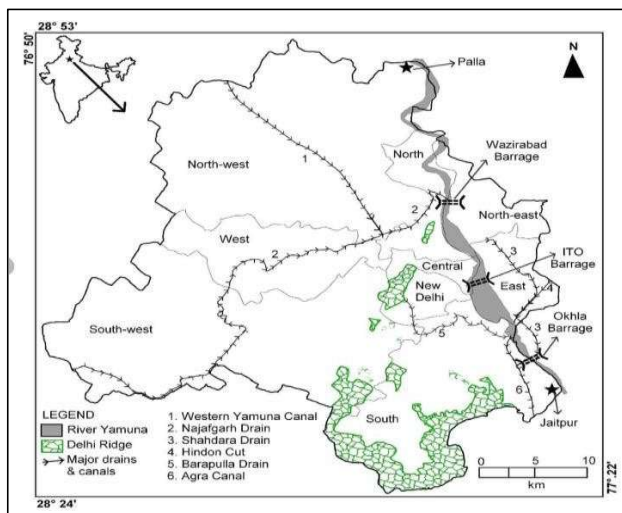 28° 53'
76° 50'
N
Palla
Wazirabad
Barrage
North
North-west
1
2
North-east
West
2
3
ITO
Barrage
Central
New
Delhi
East
4
South-west
5
3
Okhla
Barrage
6
South
Jaitpur
LEGEND
River Yamuna
Delhi Ridge
Major drains
& canals
1. Western Yamuna Canal
2. Najafgarh Drain
3. Shahdara Drain
4. Hindon Cut
5. Barapulla Drain
6. Agra Canal
0 5 10
km
28° 24'
77°.22'